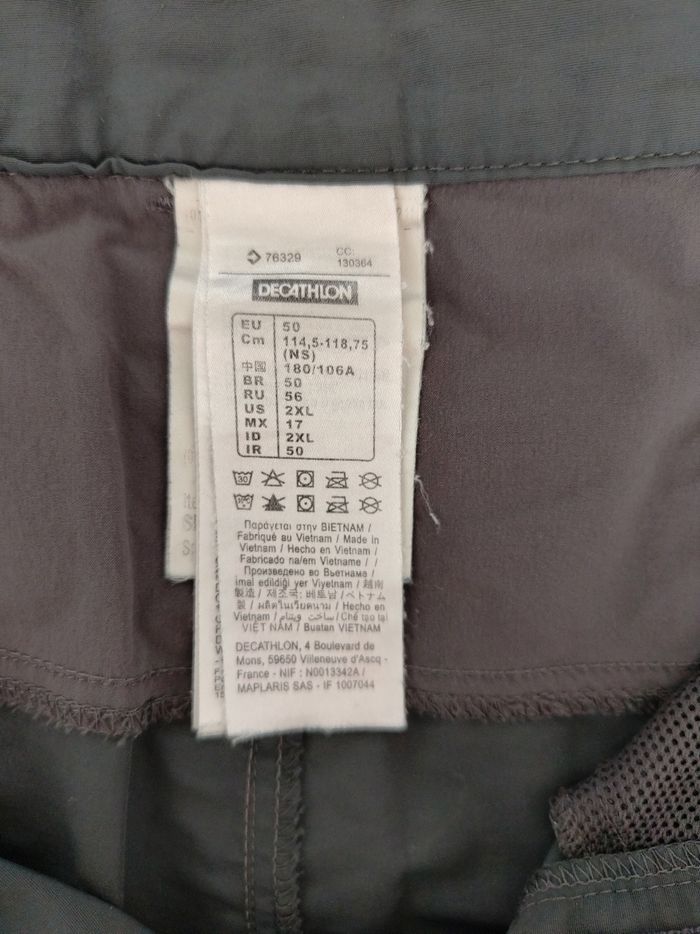 76329
CC:
130364
DECATHLON
EU 50
Cm 114,5-118,75
(NS)
中国 180/106A
BR 50
RU 56
US 2XL
MX 17
ID 2XL
IR 50
30
Παράγεται στην ΒΙΕΤΝΑΜ /
Fabriqué au Vietnam / Made in
Vietnam / Hecho en Vietnam /
Fabricado na/em Vietname /
Произведено во Вьетнама /
imal edildiği yer Viyetnam / 越南
製造 / 제조국: 베트남 / ベトナム
製 / ผลิตในเวียดนาม / Hecho en
Vietnam / ساخت ویتنام / Chế tạo tại
VIỆT NAM / Buatan VIETNAM
DECATHLON, 4 Boulevard de
Mons, 59650 Villeneuve d'Ascq -
France - NIF : N0013342A /
MAPLARIS SAS - IF 1007044